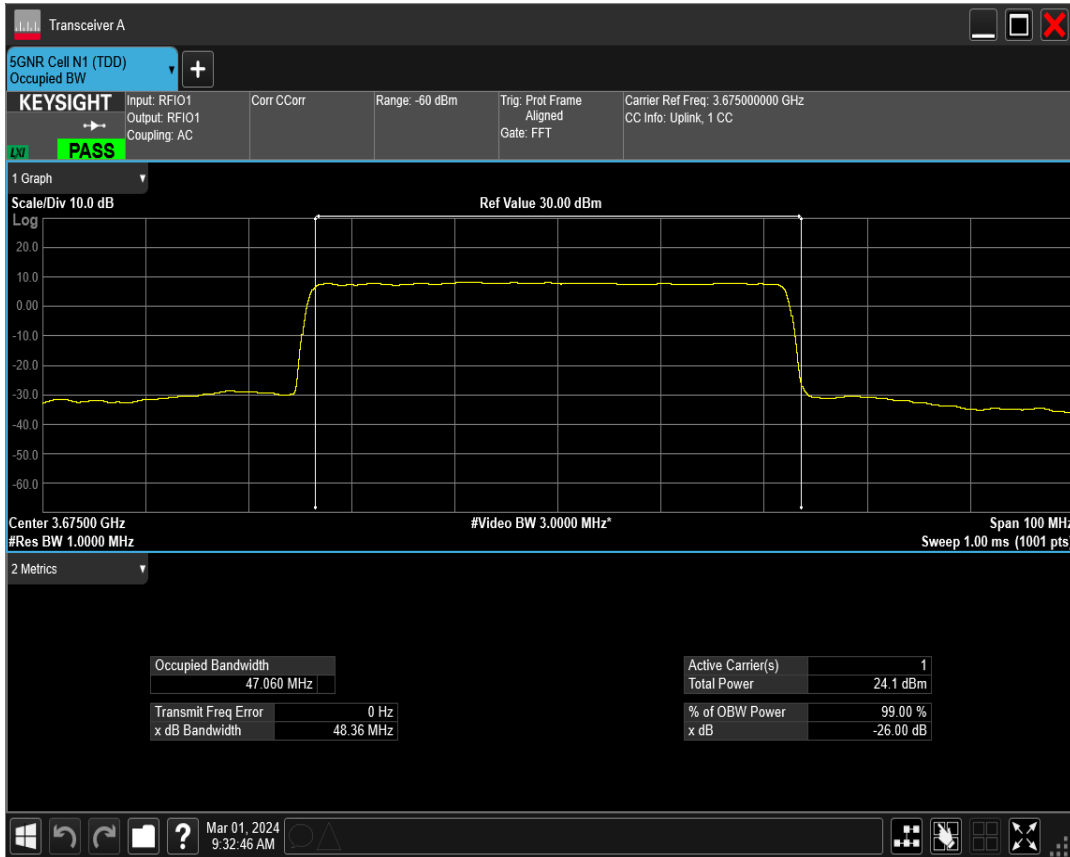 Transceiver A
5GNR Cell N1 (TDD)
Occupied BW
+
KEYSIGHT
LXI
PASS
Input: RFIO1
Output: RFIO1
Coupling: AC
Corr CCorr
Range: -60 dBm
Trig: Prot Frame
Aligned
Gate: FFT
Carrier Ref Freq: 3.675000000 GHz
CC Info: Uplink, 1 CC
1 Graph
Scale/Div 10.0 dB
Ref Value 30.00 dBm
Log
20.0
10.0
0.00
-10.0
-20.0
-30.0
-40.0
-50.0
-60.0
Center 3.67500 GHz
#Video BW 3.0000 MHz*
Span 100 MHz
#Res BW 1.0000 MHz
Sweep 1.00 ms (1001 pts)
2 Metrics
Occupied Bandwidth
47.060 MHz
Transmit Freq Error 0 Hz
x dB Bandwidth 48.36 MHz
Active Carrier(s) 1
Total Power 24.1 dBm
% of OBW Power 99.00 %
x dB -26.00 dB
?
Mar 01, 2024
9:32:46 AM